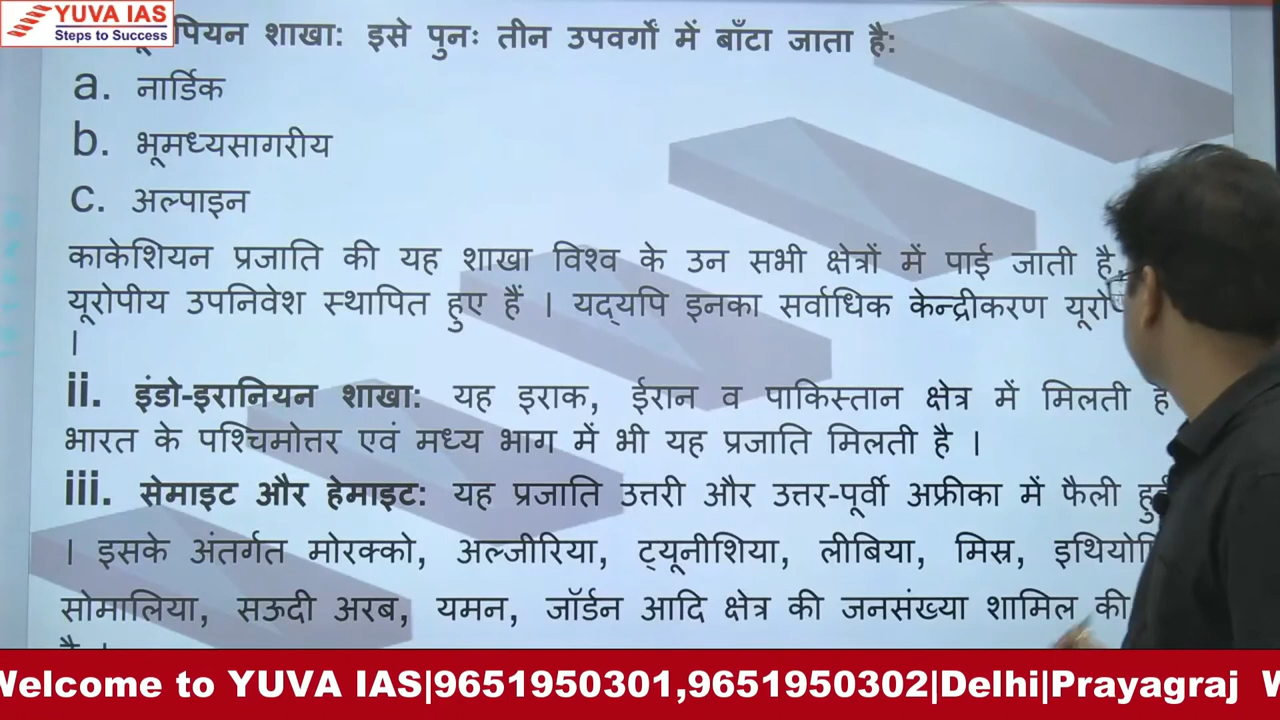 YUVA IAS
Steps to Success
शाखा: इसे पुनः तीन उपवर्गों में बाँटा जाता है:
a. नार्डिक
b. भूमध्यसागरीय
c. अल्पाइन
काकेशियन प्रजाति की यह शाखा विश्व के उन सभी क्षेत्रों में पाई जाती है
यूरोपीय उपनिवेश स्थापित हुए हैं । यद्यपि इनका सर्वाधिक केन्द्रीकरण
।
ii. इंडो-इरानियन शाखा: यह इराक, ईरान व पाकिस्तान क्षेत्र में मिलती है
भारत के पश्चिमोत्तर एवं मध्य भाग में भी यह प्रजाति मिलती है ।
iii. सेमाइट और हेमाइट: यह प्रजाति उत्तरी और उत्तर-पूर्वी अफ्रीका में फैली
। इसके अंतर्गत मोरक्को, अल्जीरिया, ट्यूनीशिया, लीबिया, मिस्र,
सोमालिया, सऊदी अरब, यमन, जॉर्डन आदि क्षेत्र की जनसंख्या शामिल की
है ।
Welcome to YUVA IAS|9651950301,9651950302|Delhi|Prayagraj W